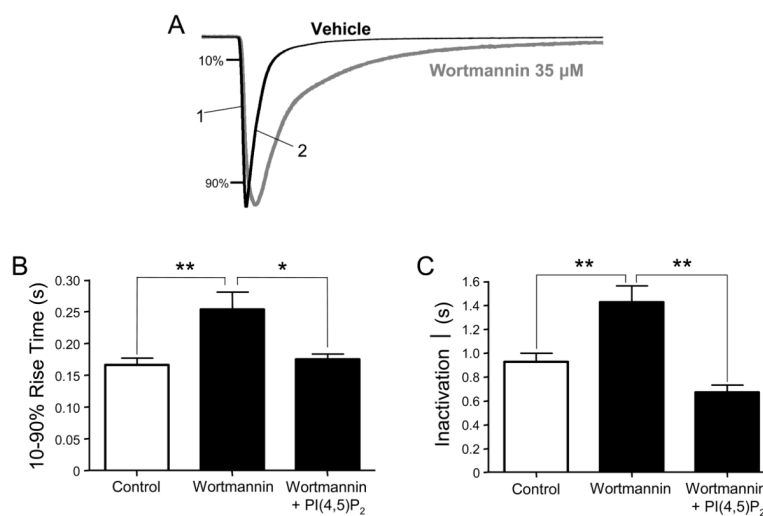 A
Vehicle
10%
Wortmannin 35 µM
1
2
90%
B
** *
10-90% Rise Time (s)
0.30
0.25
0.20
0.15
0.10
0.05
0
Control
Wortmannin
Wortmannin
+ PI(4,5)P2
C
** **
Inactivation | (s)
1.6
1.4
1.2
1.0
0.8
0.6
0.4
0.2
0
Control
Wortmannin
Wortmannin
+ PI(4,5)P2